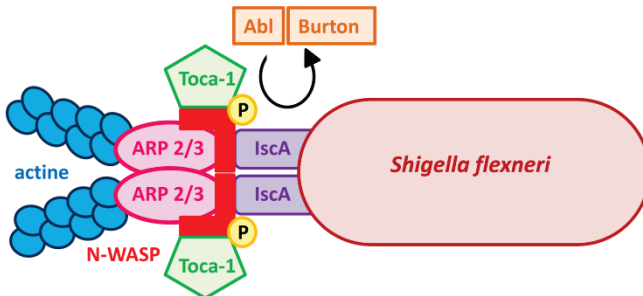 Abl Burton
Toca-1
P
ARP 2/3 IscA
Shigella flexneri
actine
ARP 2/3 IscA
P
N-WASP
Toca-1